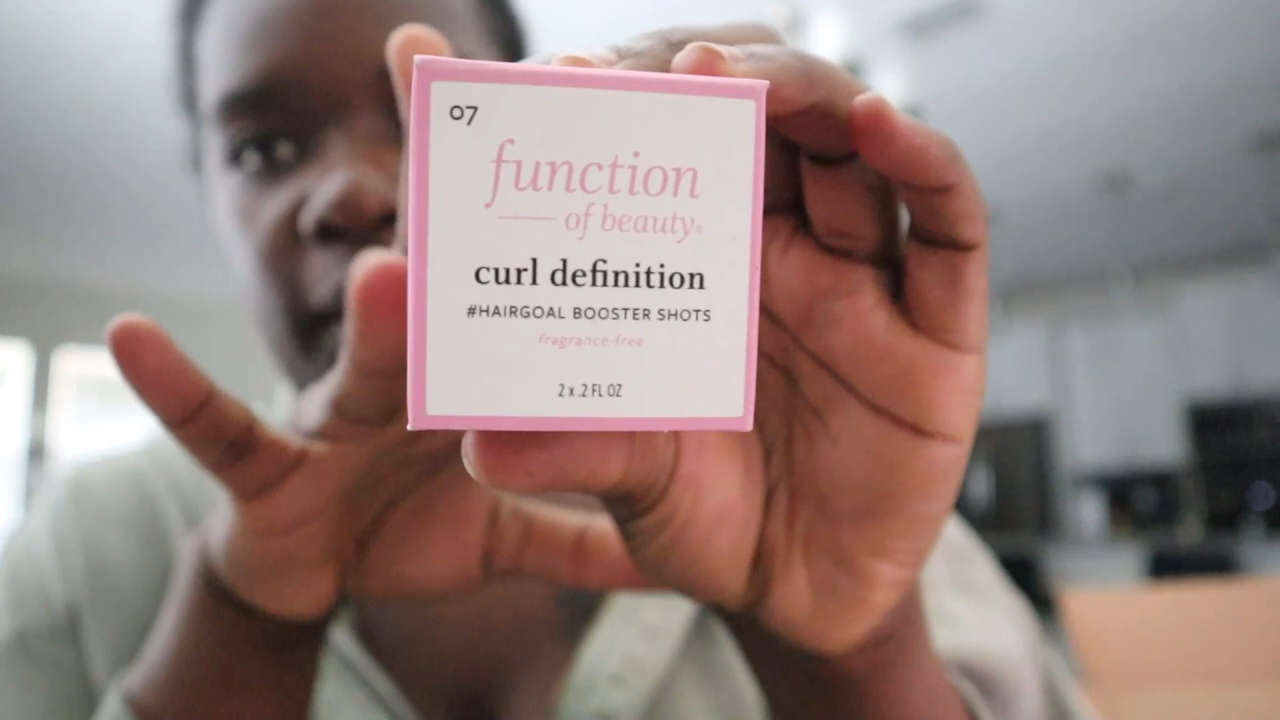 07
function
of beauty®
curl definition
#HAIRGOAL BOOSTER SHOTS
fragrance-free
2 x .2 FL OZ